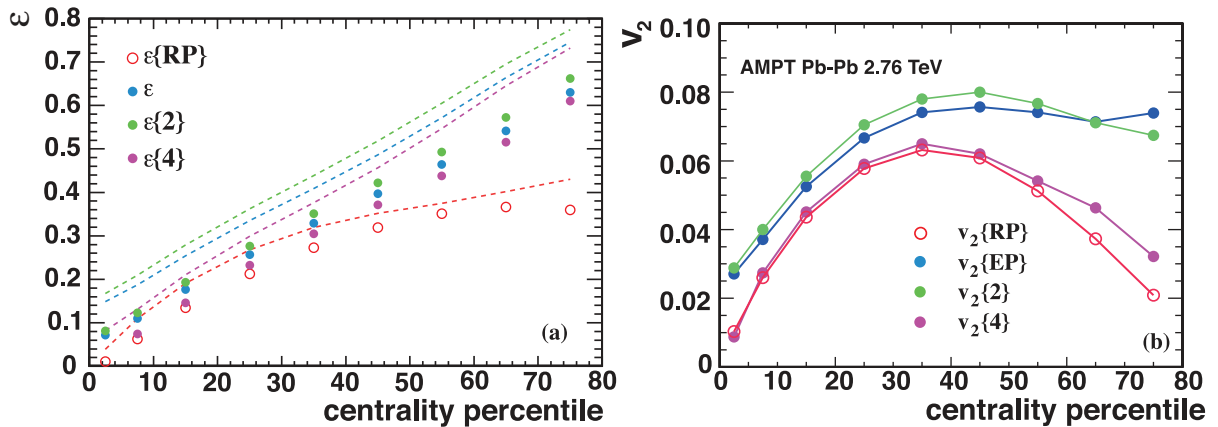 ε
0.8
0.7
0.6
0.5
0.4
0.3
0.2
0.1
0
ε{RP}
ε
ε{2}
ε{4}
(a)
0 10 20 30 40 50 60 70 80
centrality percentile
v2
0.10
0.08
0.06
0.04
0.02
0
AMPT Pb-Pb 2.76 TeV
v2{RP}
v2{EP}
v2{2}
v2{4}
(b)
0 10 20 30 40 50 60 70 80
centrality percentile